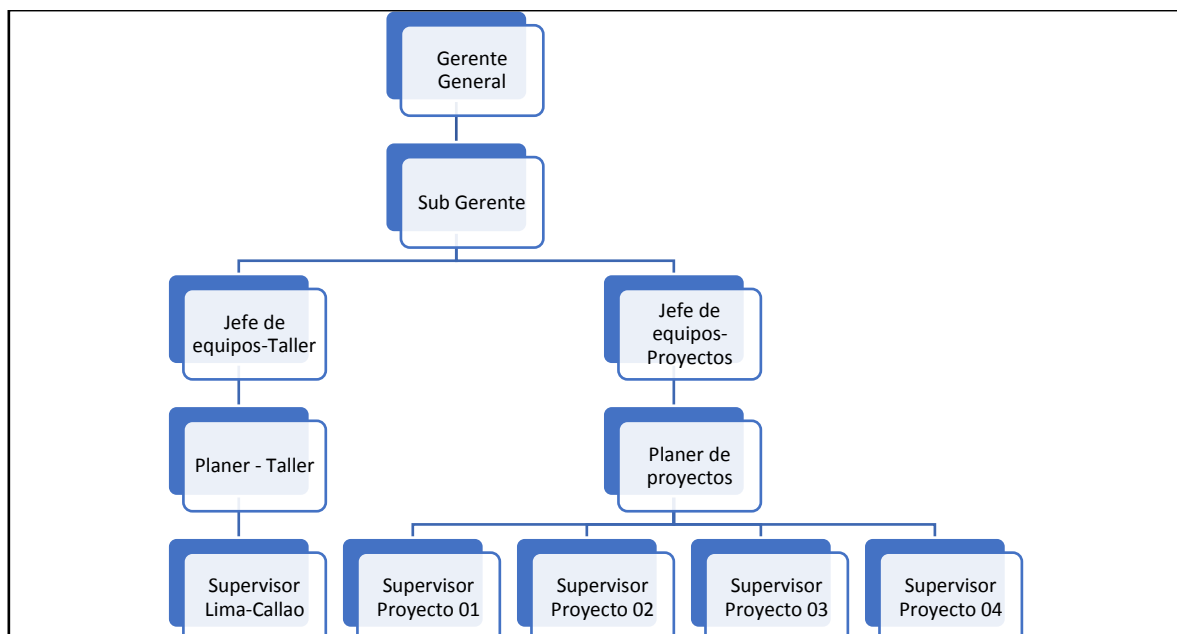 Gerente
General
Sub Gerente
Jefe de
equipos-Taller
Jefe de
equipos-
Proyectos
Planer - Taller
Planer de
proyectos
Supervisor
Lima-Callao
Supervisor
Proyecto 01
Supervisor
Proyecto 02
Supervisor
Proyecto 03
Supervisor
Proyecto 04